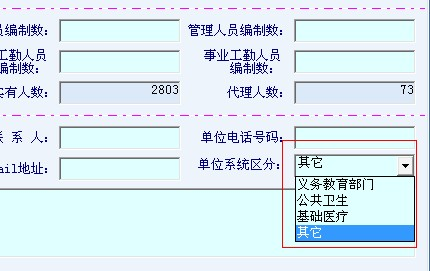 编制数： 管理人员编制数：
工勤人员 事业工勤人员
编制数： 编制数：
实有人数： 2803 代理人数： 73
系 人： 单位电话号码：
ail地址： 单位系统区分： 其它
义务教育部门
公共卫生
基础医疗
其它